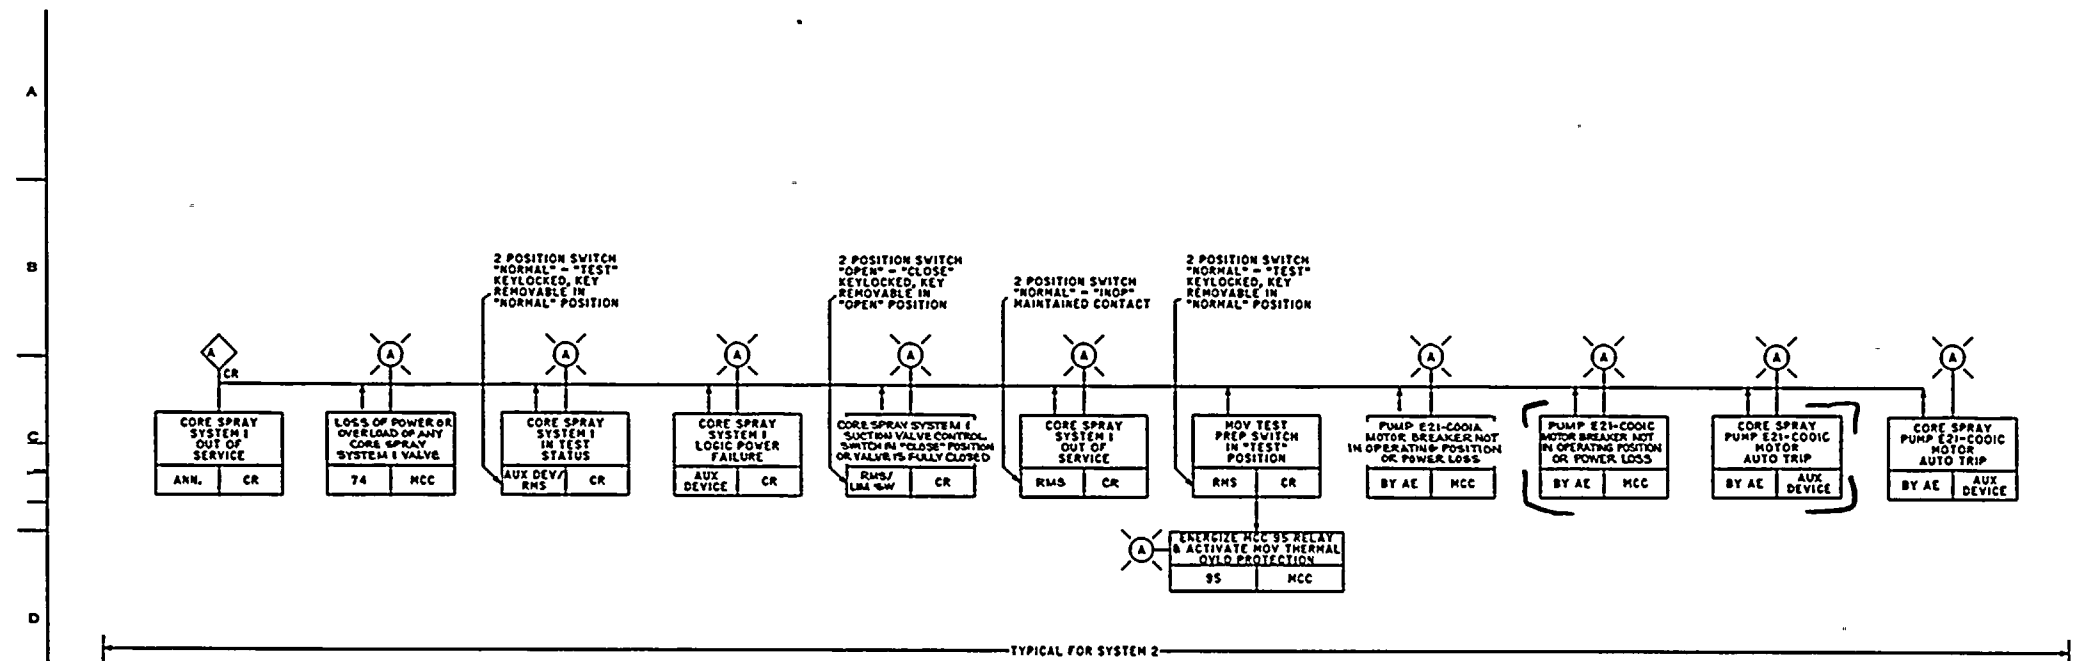 A
B
C
D
2 POSITION SWITCH
"NORMAL" - "TEST"
KEYLOCKED, KEY
REMOVABLE IN
"NORMAL" POSITION
2 POSITION SWITCH
"OPEN" - "CLOSE"
KEYLOCKED, KEY
REMOVABLE IN
"OPEN" POSITION
2 POSITION SWITCH
"NORMAL" - "INOP"
MAINTAINED CONTACT
2 POSITION SWITCH
"NORMAL" - "TEST"
KEYLOCKED, KEY
REMOVABLE IN
"NORMAL" POSITION
A
A
A
A
A
A
A
A
A
A
CR
CORE SPRAY
SYSTEM 1
OUT OF
SERVICE
ANN. CR
LOSS OF POWER OR
OVERLOAD OF ANY
CORE SPRAY
SYSTEM 1 VALVE
74 MCC
CORE SPRAY
SYSTEM 1
IN TEST
STATUS
AUX DEV/
RMS
CR
CORE SPRAY
SYSTEM 1
LOGIC POWER
FAILURE
AUX
DEVICE
CR
CORE SPRAY SYSTEM 1
SUCTION VALVE CONTROL
SWITCH IN "CLOSE" POSITION
OR VALVE IS FULLY CLOSED
RMS/
LIM SW
CR
CORE SPRAY
SYSTEM 1
OUT OF
SERVICE
RMS CR
MOV TEST
PREP SWITCH
IN "TEST"
POSITION
RMS CR
PUMP E21-C001A
MOTOR BREAKER NOT
IN OPERATING POSITION
OR POWER LOSS
BY AE MCC
PUMP E21-C001C
MOTOR BREAKER NOT
IN OPERATING POSITION
OR POWER LOSS
BY AE MCC
CORE SPRAY
PUMP E21-C001C
MOTOR
AUTO TRIP
BY AE
AUX
DEVICE
CORE SPRAY
PUMP E21-C001C
MOTOR
AUTO TRIP
BY AE
AUX
DEVICE
A
ENERGIZE MCC 95 RELAY
& ACTIVATE MOV THERMAL
OVLD PROTECTION
95 MCC
TYPICAL FOR SYSTEM 2